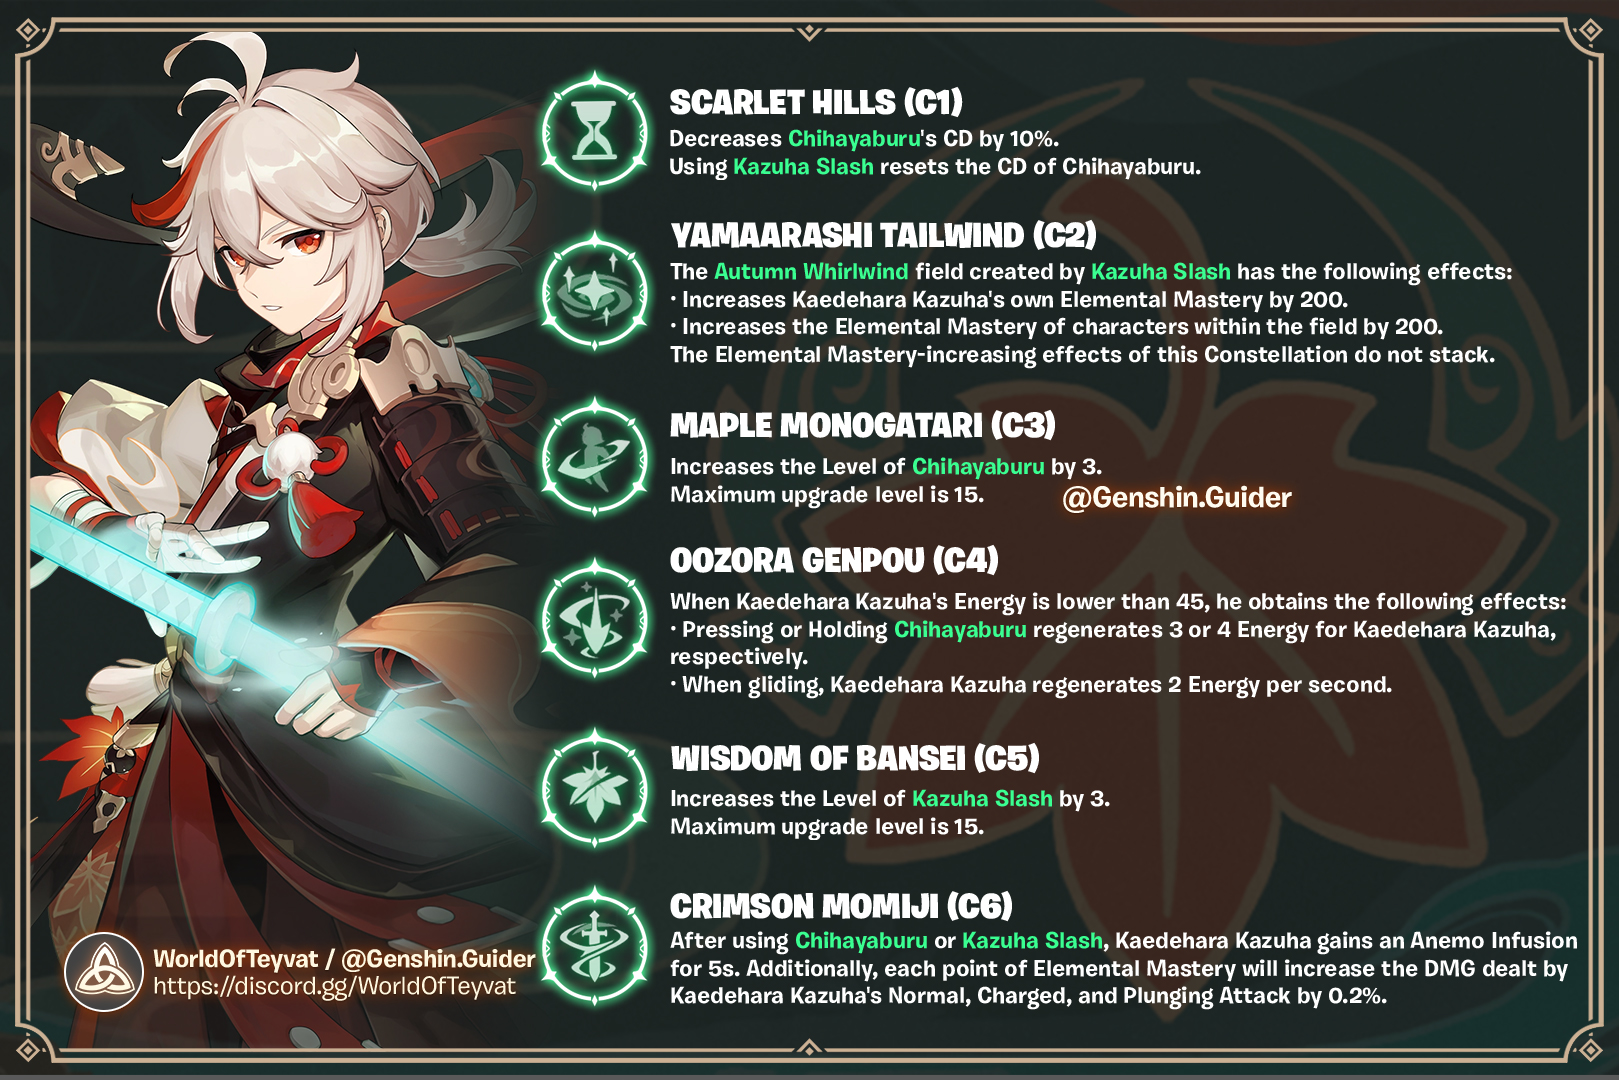 SCARLET HILLS (C1)
Decreases Chihayaburu's CD by 10%.
Using Kazuha Slash resets the CD of Chihayaburu.
YAMAARASHI TAILWIND (C2)
The Autumn Whirlwind field created by Kazuha Slash has the following effects:
• Increases Kaedehara Kazuha's own Elemental Mastery by 200.
• Increases the Elemental Mastery of characters within the field by 200.
The Elemental Mastery-increasing effects of this Constellation do not stack.
MAPLE MONOGATARI (C3)
Increases the Level of Chihayaburu by 3.
Maximum upgrade level is 15.
@Genshin.Guider
OOZORA GENPOU (C4)
When Kaedehara Kazuha's Energy is lower than 45, he obtains the following effects:
• Pressing or Holding Chihayaburu regenerates 3 or 4 Energy for Kaedehara Kazuha,
respectively.
• When gliding, Kaedehara Kazuha regenerates 2 Energy per second.
WISDOM OF BANSEI (C5)
Increases the Level of Kazuha Slash by 3.
Maximum upgrade level is 15.
CRIMSON MOMIJI (C6)
After using Chihayaburu or Kazuha Slash, Kaedehara Kazuha gains an Anemo Infusion
for 5s. Additionally, each point of Elemental Mastery will increase the DMG dealt by
Kaedehara Kazuha's Normal, Charged, and Plunging Attack by 0.2%.
WorldOfTeyvat / @Genshin.Guider
https://discord.gg/WorldOfTeyvat